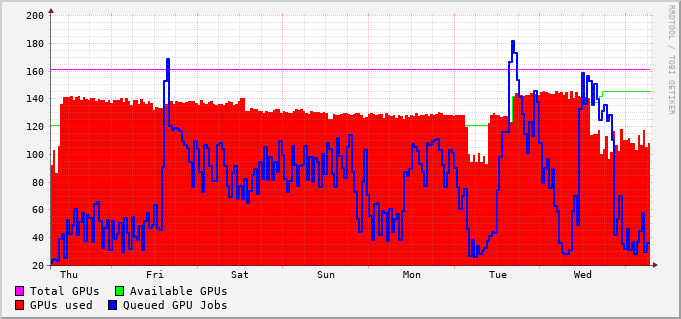 200
180
160
140
120
100
80
60
40
20
Thu Fri Sat Sun Mon Tue Wed
Total GPUs Available GPUs
GPUs used Queued GPU Jobs
RRDTOOL / TOBI OETIKER